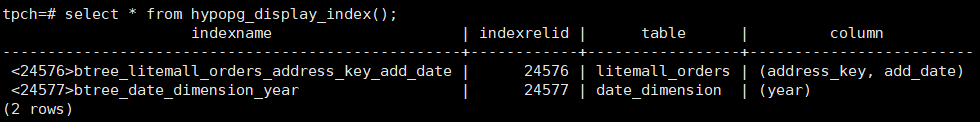 tpch=# select * from hypopg_display_index();
                   indexname                    | indexrelid |      table      |         column
------------------------------------------------+------------+-----------------+-------------------------
 <24576>btree_litemall_orders_address_key_add_date |      24576 | litemall_orders | (address_key, add_date)
 <24577>btree_date_dimension_year                  |      24577 | date_dimension  | (year)
(2 rows)